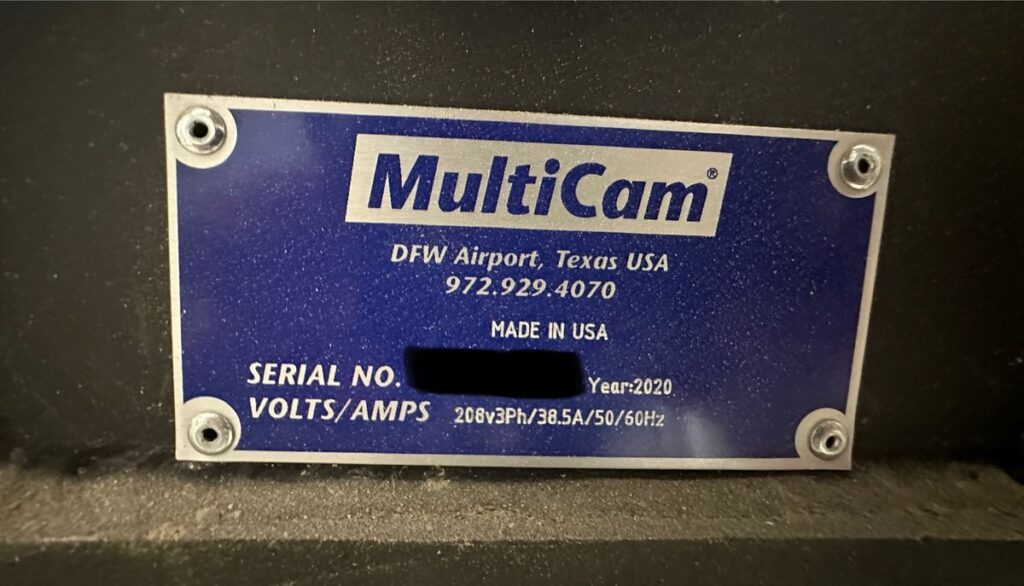 MultiCam®
DFW Airport, Texas USA
972.929.4070
MADE IN USA
SERIAL NO. Year:2020
VOLTS/AMPS 208v3Ph/38.5A/50/60Hz